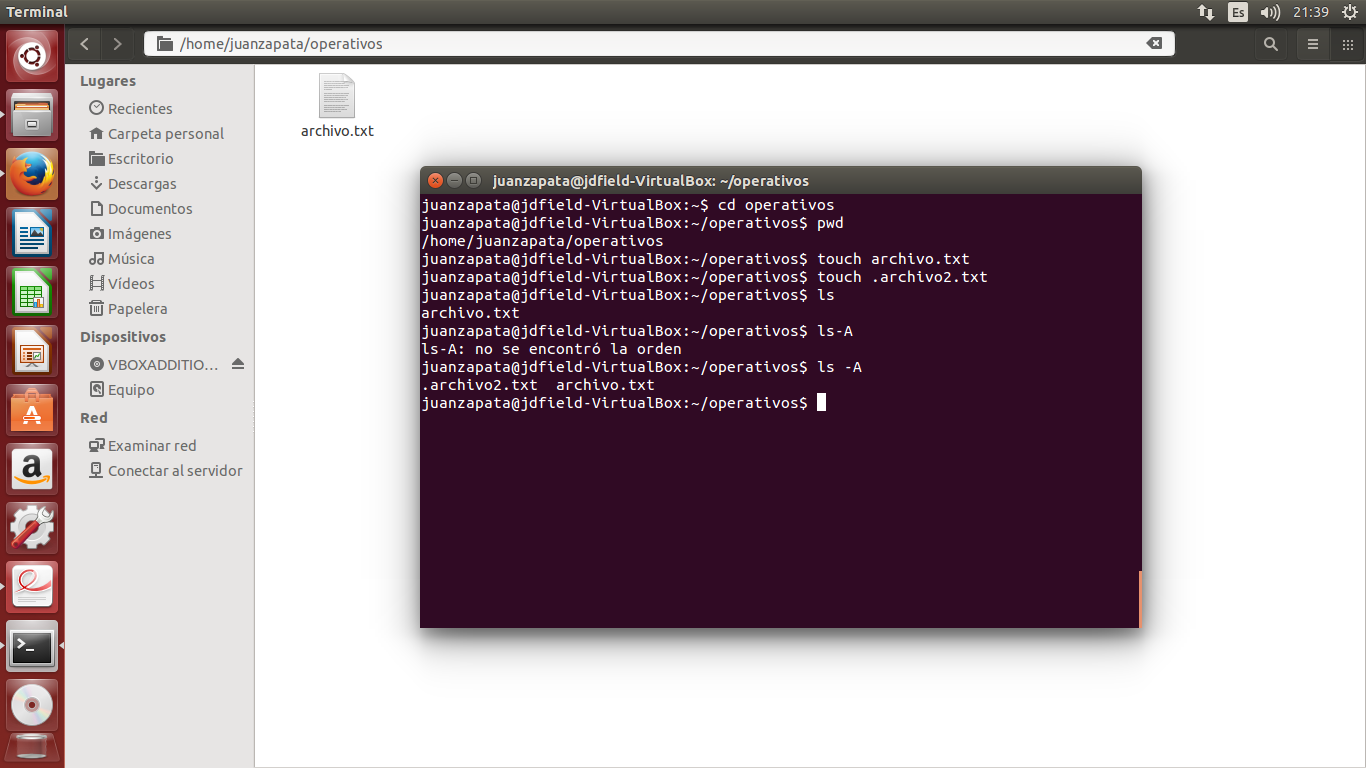 Terminal
Es
21:39
/home/juanzapata/operativos
Lugares
Recientes
Carpeta personal
Escritorio
Descargas
Documentos
Imágenes
Música
Vídeos
Papelera
Dispositivos
VBOXADDITIO...
Equipo
Red
Examinar red
Conectar al servidor
archivo.txt
juanzapata@jdfield-VirtualBox: ~/operativos
juanzapata@jdfield-VirtualBox:~$ cd operativos
juanzapata@jdfield-VirtualBox:~/operativos$ pwd
/home/juanzapata/operativos
juanzapata@jdfield-VirtualBox:~/operativos$ touch archivo.txt
juanzapata@jdfield-VirtualBox:~/operativos$ touch .archivo2.txt
juanzapata@jdfield-VirtualBox:~/operativos$ ls
archivo.txt
juanzapata@jdfield-VirtualBox:~/operativos$ ls-A
ls-A: no se encontró la orden
juanzapata@jdfield-VirtualBox:~/operativos$ ls -A
.archivo2.txt  archivo.txt
juanzapata@jdfield-VirtualBox:~/operativos$